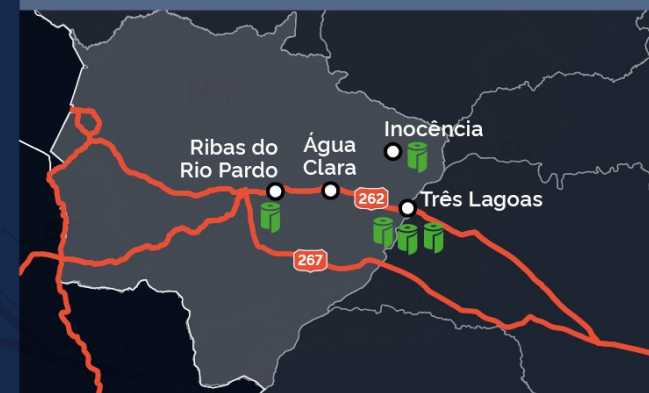 Inocência
Ribas do
Rio Pardo
Água
Clara
262
Três Lagoas
267